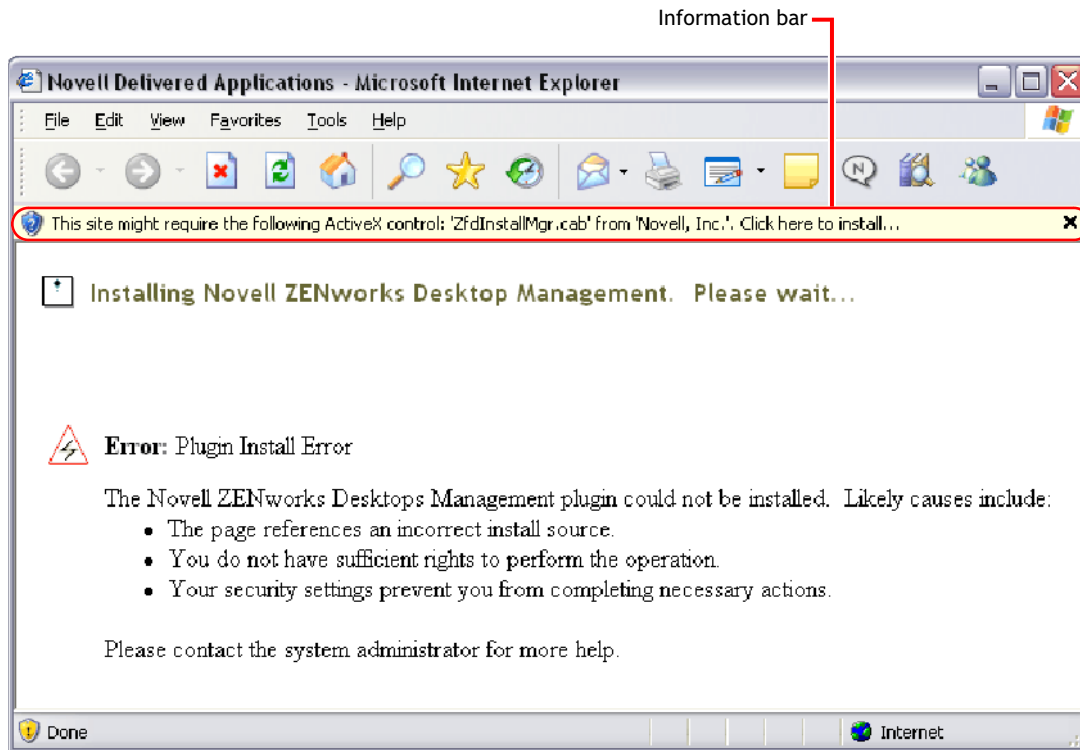 Information bar
Novell Delivered Applications - Microsoft Internet Explorer
File Edit View Favorites Tools Help
N
This site might require the following ActiveX control: 'ZfdInstallMgr.cab' from 'Novell, Inc.'. Click here to install...
Installing Novell ZENworks Desktop Management. Please wait...
Error: Plugin Install Error
The Novell ZENworks Desktops Management plugin could not be installed. Likely causes include:
• The page references an incorrect install source.
• You do not have sufficient rights to perform the operation.
• Your security settings prevent you from completing necessary actions.
Please contact the system administrator for more help.
Done Internet